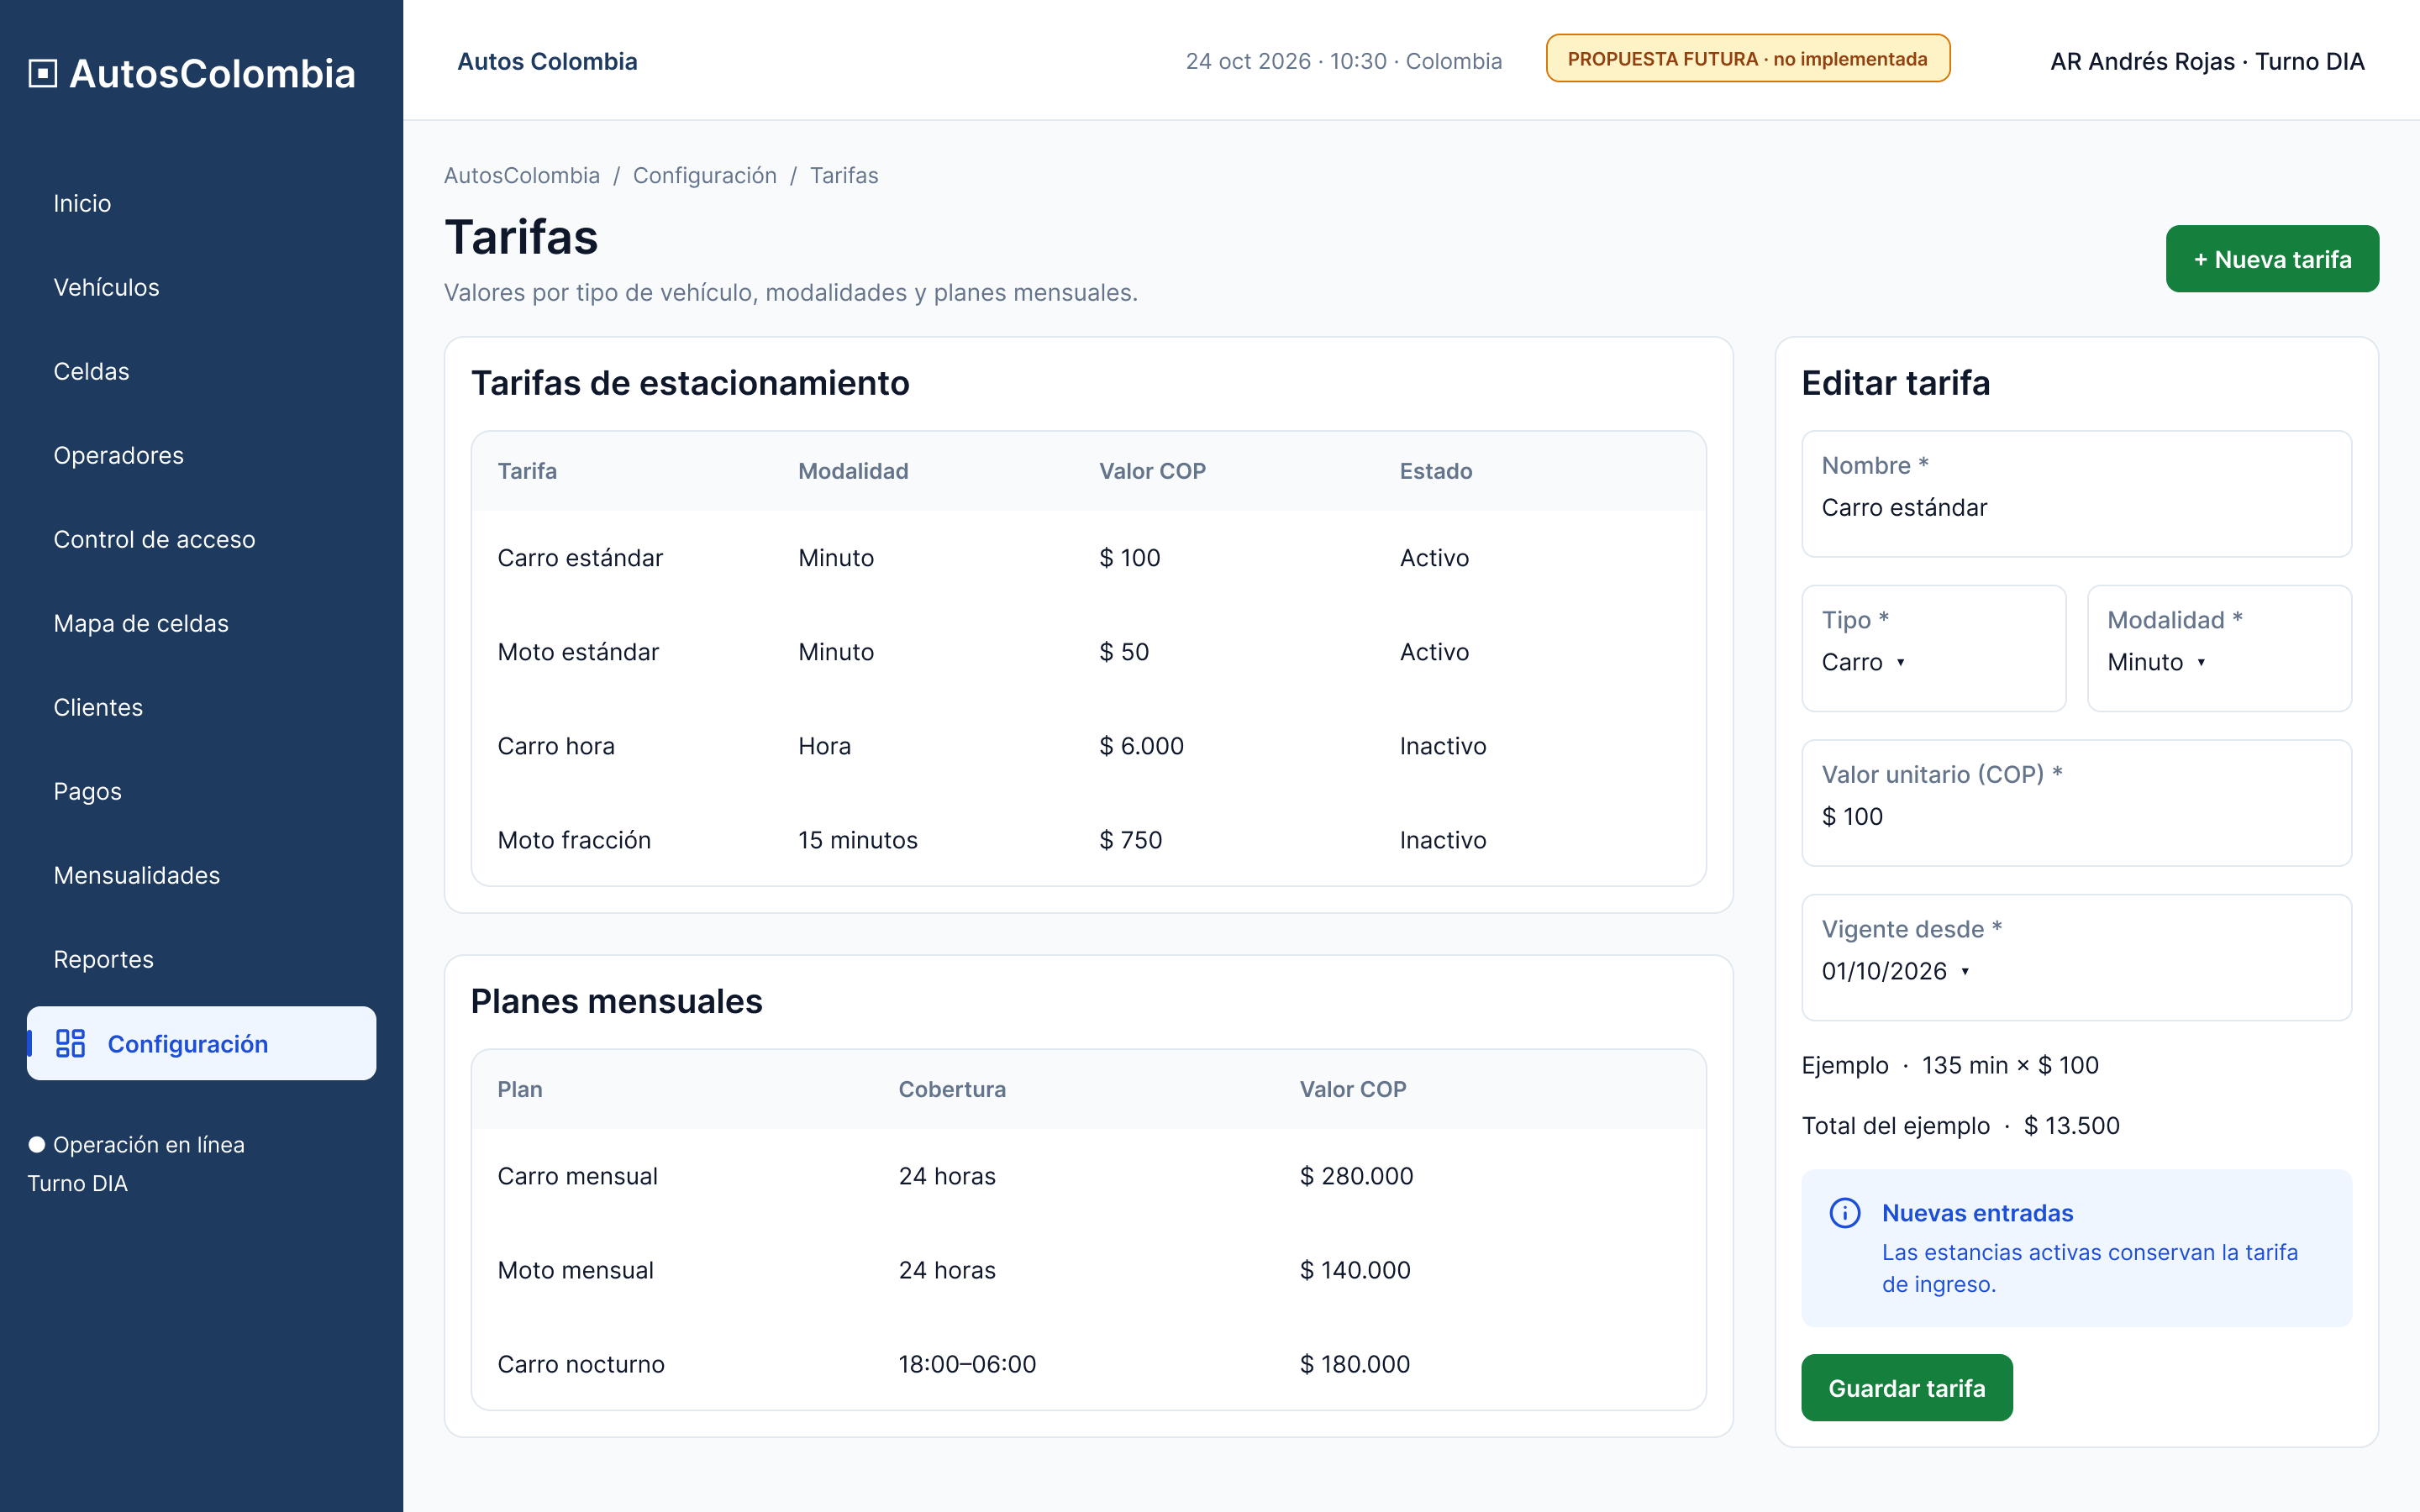 AutosColombia
Inicio
Vehículos
Celdas
Operadores
Control de acceso
Mapa de celdas
Clientes
Pagos
Mensualidades
Reportes
Configuración
Operación en línea
Turno DIA
Autos Colombia
24 oct 2026 · 10:30 · Colombia
PROPUESTA FUTURA · no implementada
AR Andrés Rojas · Turno DIA
AutosColombia / Configuración / Tarifas
Tarifas
Valores por tipo de vehículo, modalidades y planes mensuales.
+ Nueva tarifa
Tarifas de estacionamiento
Tarifa Modalidad Valor COP Estado
Carro estándar Minuto $ 100 Activo
Moto estándar Minuto $ 50 Activo
Carro hora Hora $ 6.000 Inactivo
Moto fracción 15 minutos $ 750 Inactivo
Planes mensuales
Plan Cobertura Valor COP
Carro mensual 24 horas $ 280.000
Moto mensual 24 horas $ 140.000
Carro nocturno 18:00–06:00 $ 180.000
Editar tarifa
Nombre *
Carro estándar
Tipo *
Carro ▾
Modalidad *
Minuto ▾
Valor unitario (COP) *
$ 100
Vigente desde *
01/10/2026 ▾
Ejemplo · 135 min × $ 100
Total del ejemplo · $ 13.500
Nuevas entradas
Las estancias activas conservan la tarifa
de ingreso.
Guardar tarifa